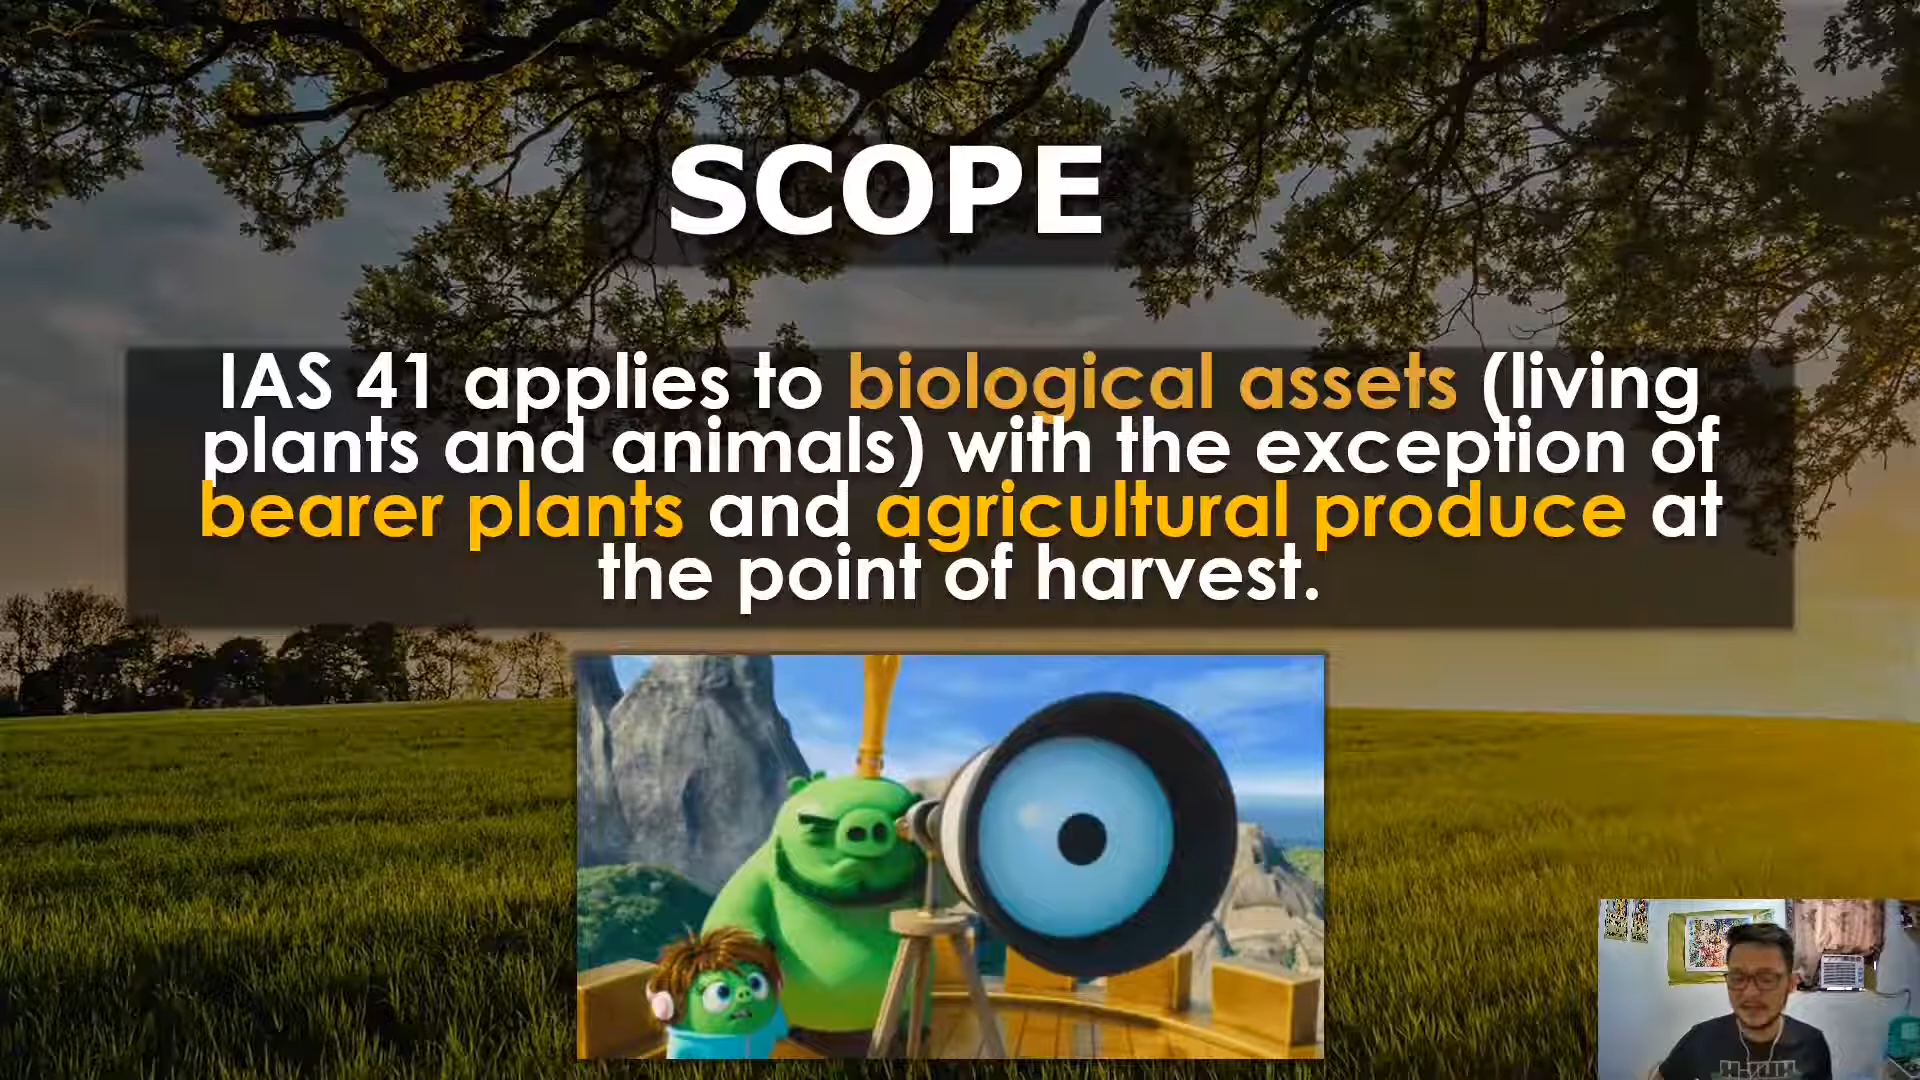 SCOPE
IAS 41 applies to biological assets (living
plants and animals) with the exception of
bearer plants and agricultural produce at
the point of harvest.